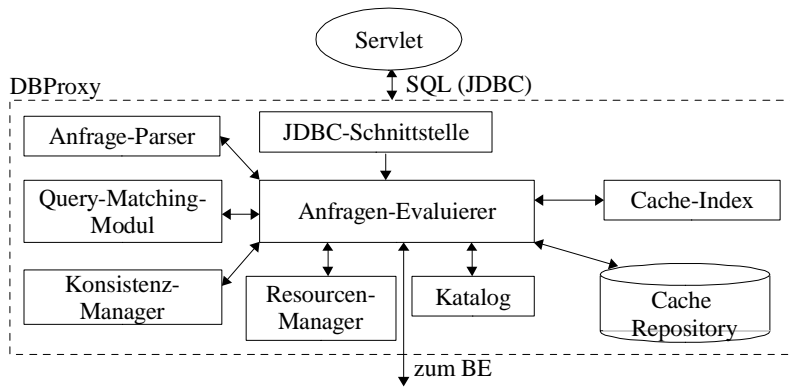 Servlet
DBProxy
SQL (JDBC)
Anfrage-Parser
JDBC-Schnittstelle
Query-Matching-
Modul
Anfragen-Evaluierer
Cache-Index
Konsistenz-
Manager
Resourcen-
Manager
Katalog
Cache
Repository
zum BE